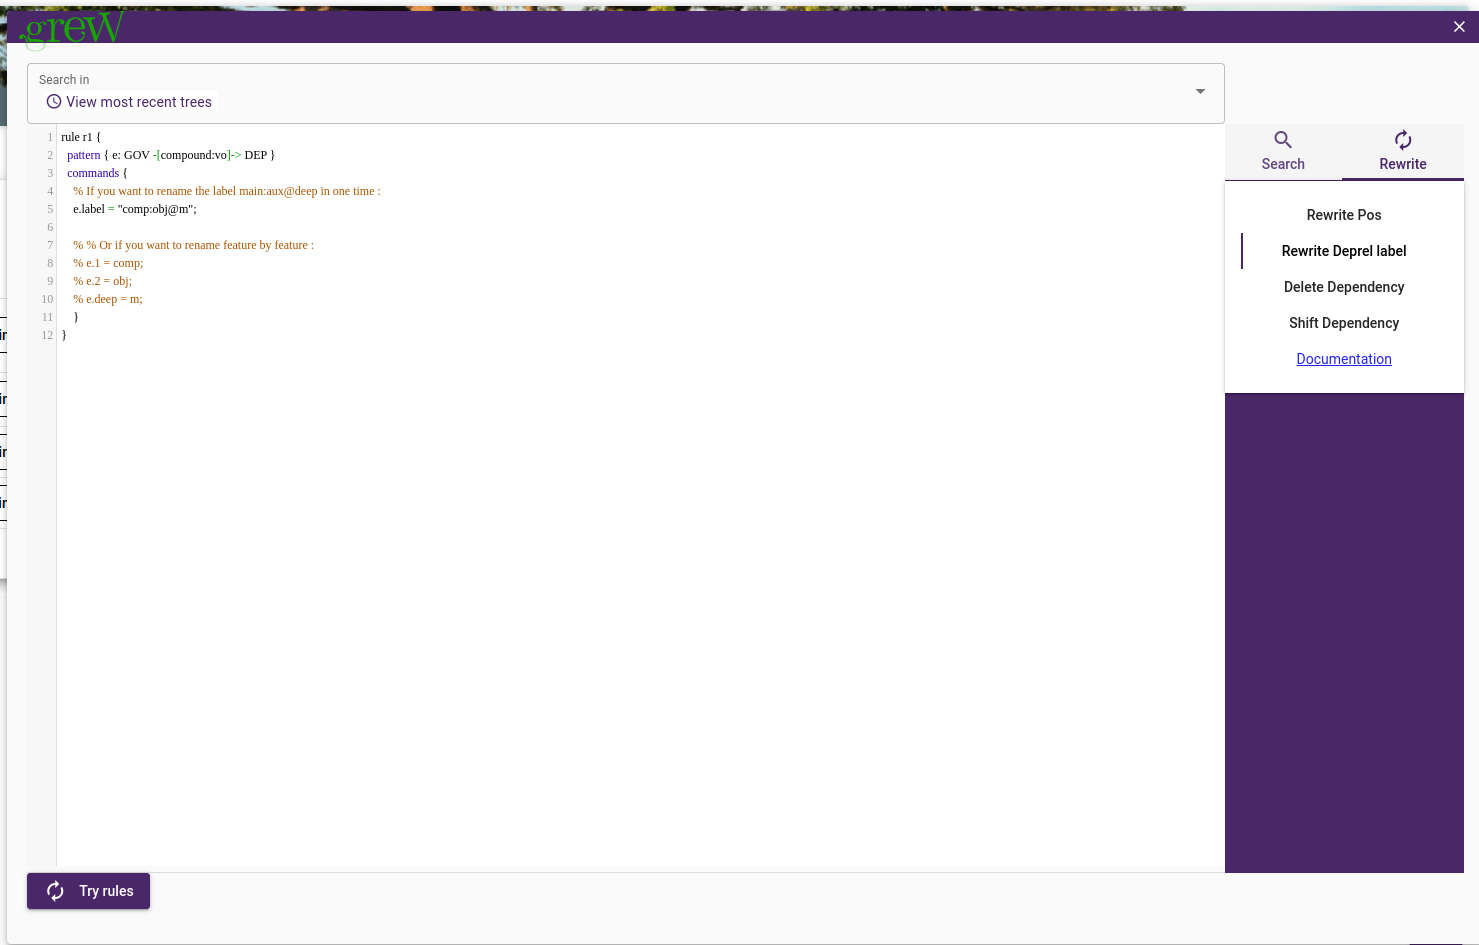 .grew
Search in
View most recent trees
Search
Rewrite
1 rule r1 {
2 pattern { e: GOV -[compound:vo]-> DEP }
3 commands {
4 % If you want to rename the label main:aux@deep in one time :
5 e.label = "comp:obj@m";
6
7 % % Or if you want to rename feature by feature :
8 % e.1 = comp;
9 % e.2 = obj;
10 % e.deep = m;
11 }
12 }
Rewrite Pos
Rewrite Deprel label
Delete Dependency
Shift Dependency
Documentation
Try rules